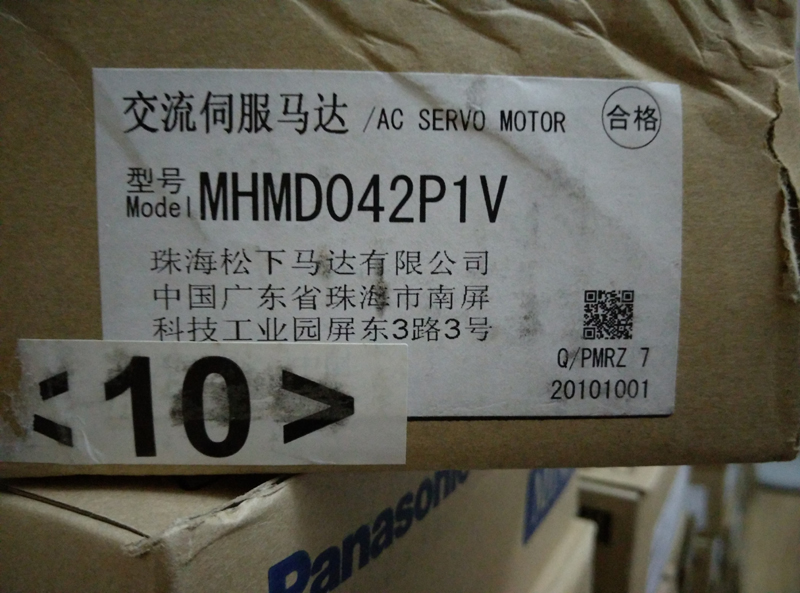 交流伺服马达 /AC SERVO MOTOR 合格
型号
Model MHMD042P1V
珠海松下马达有限公司
中国广东省珠海市南屏
科技工业园屏东3路3号
Q/PMRZ 7
20101001
<10>
Panasonic